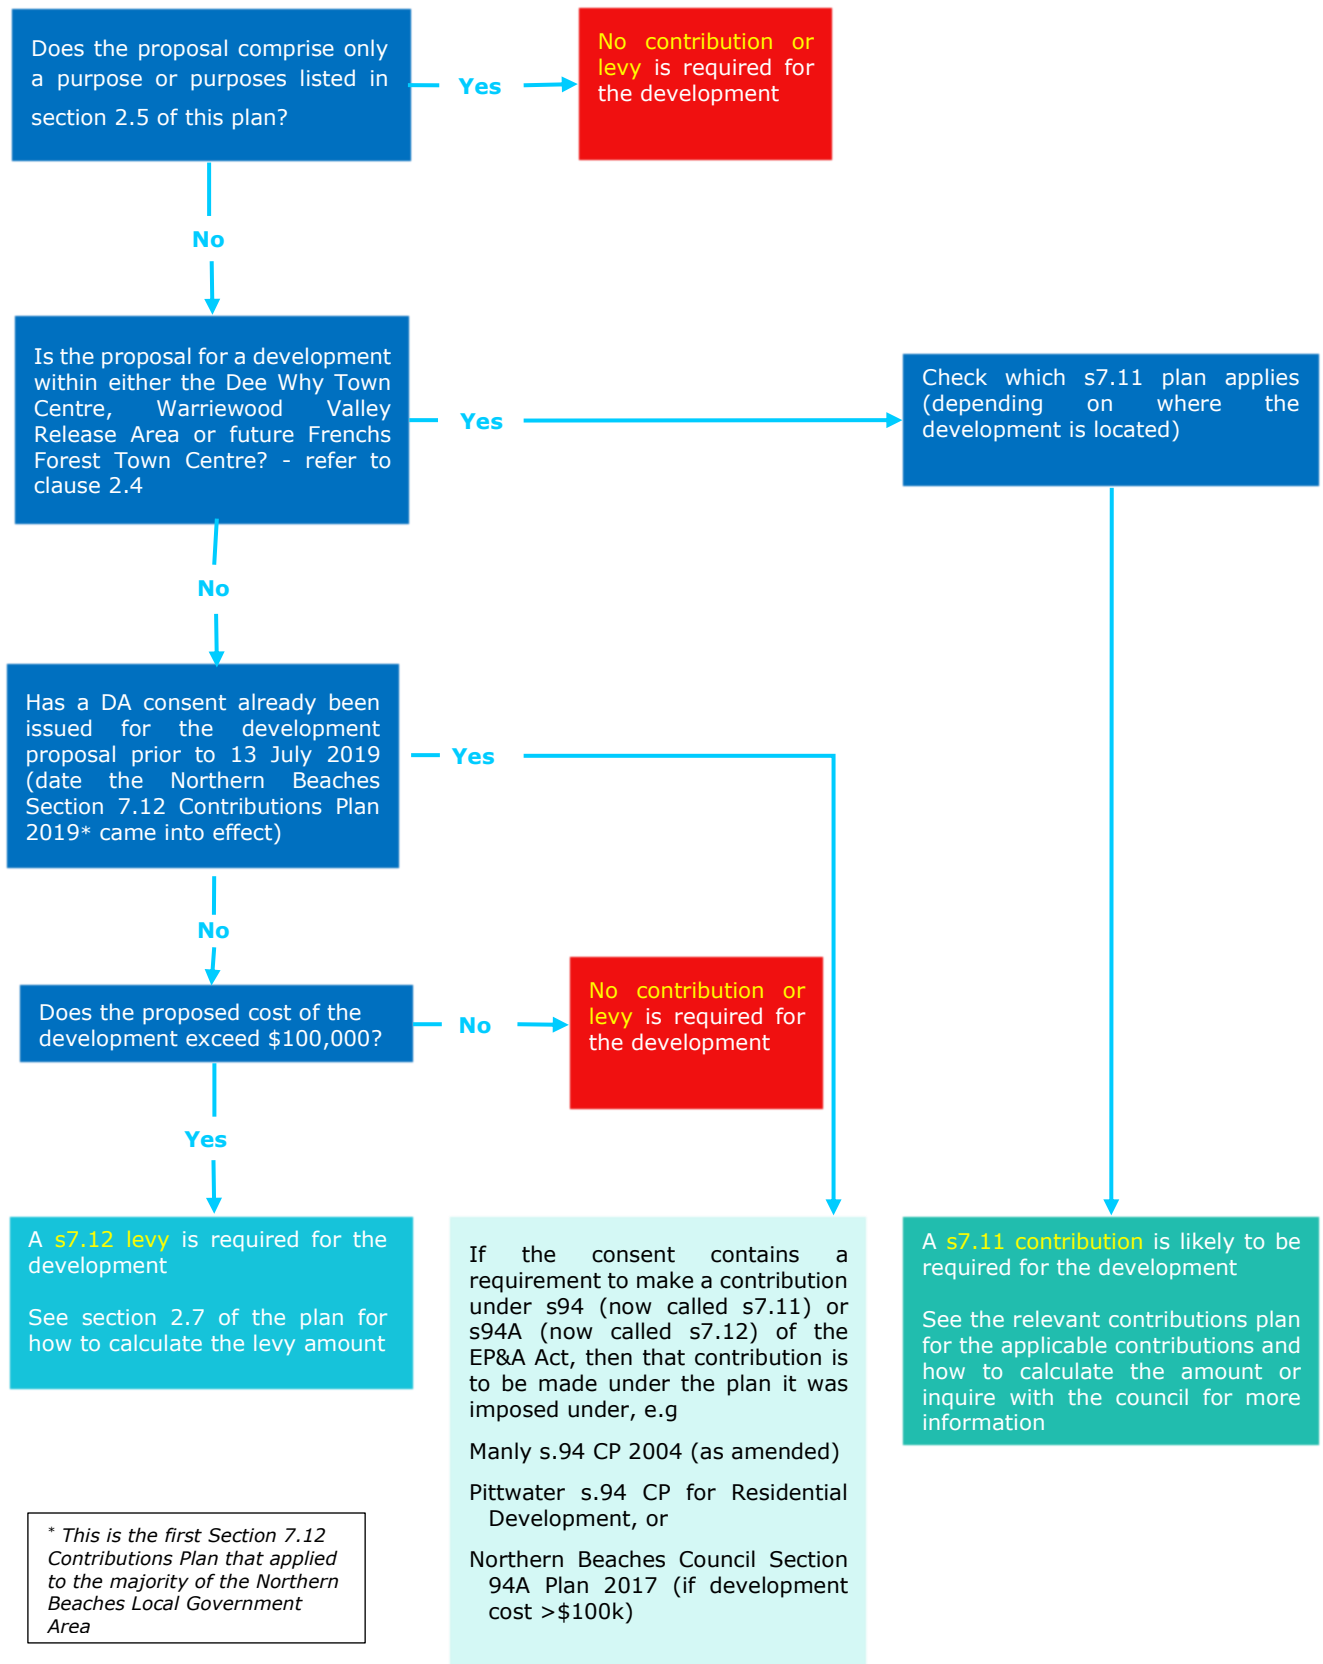 Does the proposal comprise only
a purpose or purposes listed in
section 2.5 of this plan?
Yes
No contribution or
levy is required for
the development
No
Is the proposal for a development
within either the Dee Why Town
Centre, Warriewood Valley
Release Area or future Frenchs
Forest Town Centre? - refer to
clause 2.4
Yes
Check which s7.11 plan applies
(depending on where the
development is located)
No
Has a DA consent already been
issued for the development
proposal prior to 13 July 2019
(date the Northern Beaches
Section 7.12 Contributions Plan
2019* came into effect)
Yes
No
Does the proposed cost of the
development exceed $100,000?
No
No contribution or
levy is required for
the development
Yes
A s7.12 levy is required for the
development
See section 2.7 of the plan for
how to calculate the levy amount
If the consent contains a
requirement to make a contribution
under s94 (now called s7.11) or
s94A (now called s7.12) of the
EP&A Act, then that contribution is
to be made under the plan it was
imposed under, e.g
Manly s.94 CP 2004 (as amended)
Pittwater s.94 CP for Residential
Development, or
Northern Beaches Council Section
94A Plan 2017 (if development
cost >$100k)
A s7.11 contribution is likely to be
required for the development
See the relevant contributions plan
for the applicable contributions and
how to calculate the amount or
inquire with the council for more
information
* This is the first Section 7.12
Contributions Plan that applied
to the majority of the Northern
Beaches Local Government
Area